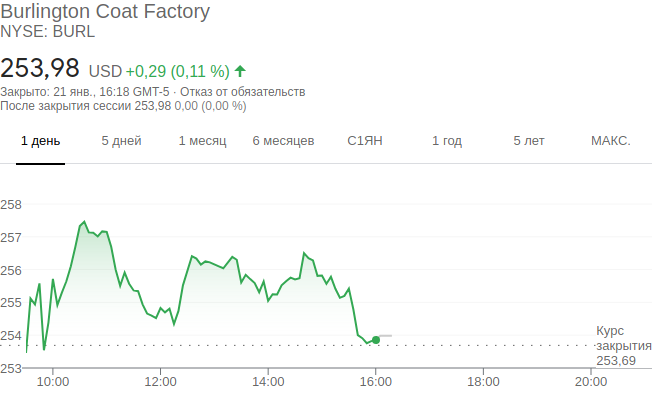 Burlington Coat Factory
NYSE: BURL
253,98 USD +0,29 (0,11 %)
Закрыто: 21 янв., 16:18 GMT-5 · Отказ от обязательств
После закрытия сессии 253,98 0,00 (0,00 %)
1 день 5 дней 1 месяц 6 месяцев С1ЯН 1 год 5 лет МАКС.
258
257
256
255
254
Курс
закрытия
253,69
253
10:00 12:00 14:00 16:00 18:00 20:00